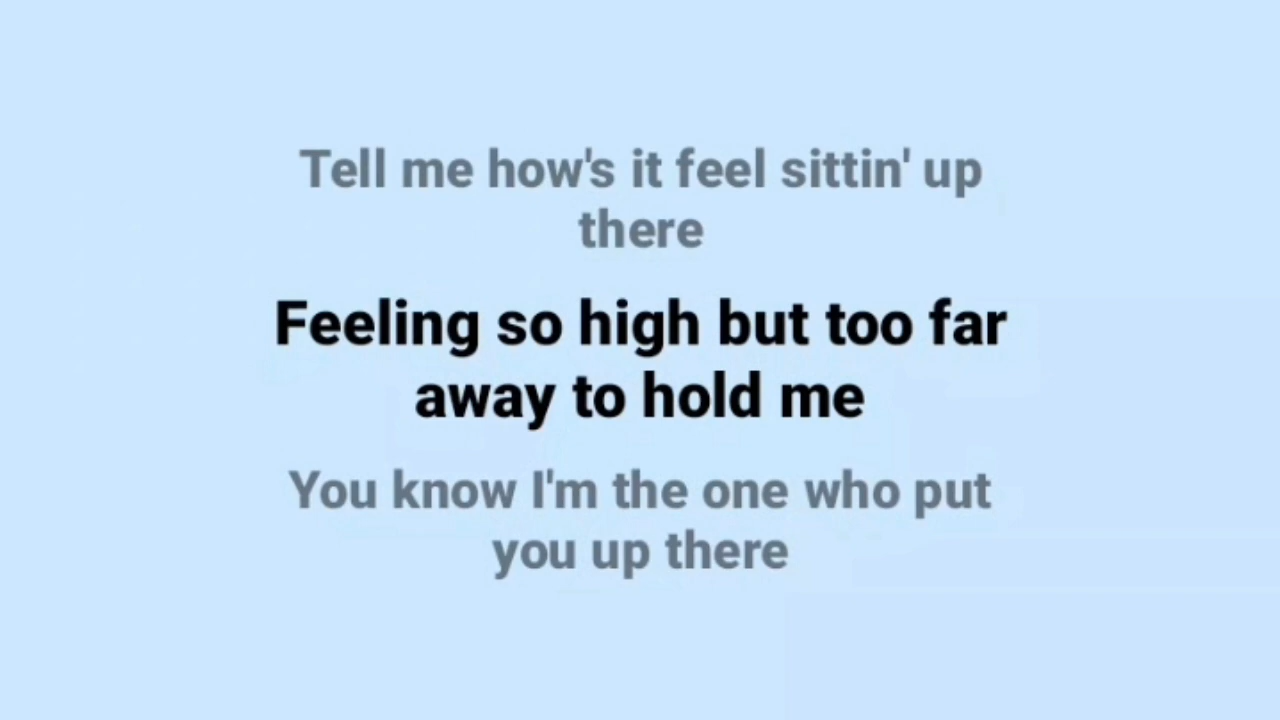 Tell me how's it feel sittin' up
there
Feeling so high but too far
away to hold me
You know I'm the one who put
you up there